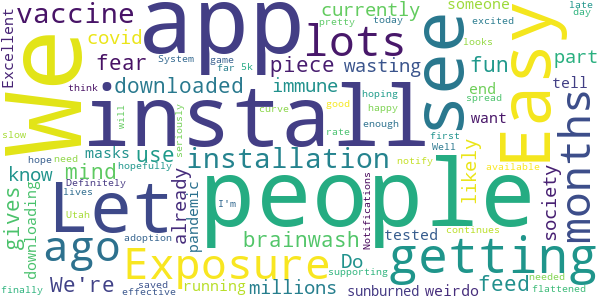 Excellent
vaccine
covid
fear
We
app
lots
currently
someone
pretty
today
excited
System
game
looks
far
5k
late
day
piece
wasting
fun
part
see
Easy
think
downloaded
immune
end
tell
install
curve
hoping
happy
spread
will
seriously
good
rate
enough
want
slow
hope
need
masks
use
installation
first
Well
likely
months
know
mind
already
people
notify
available
society
gives
downloading
Definitely
lives
Let
I'm
pandemic
Utah
adoption
brainwash
Notifications
getting
continues
ago
Exposure
Do
tested
supporting
needed
flattened
finally
We're
saved
effective
running
millions
sunburned
weirdo
feed
hopefully